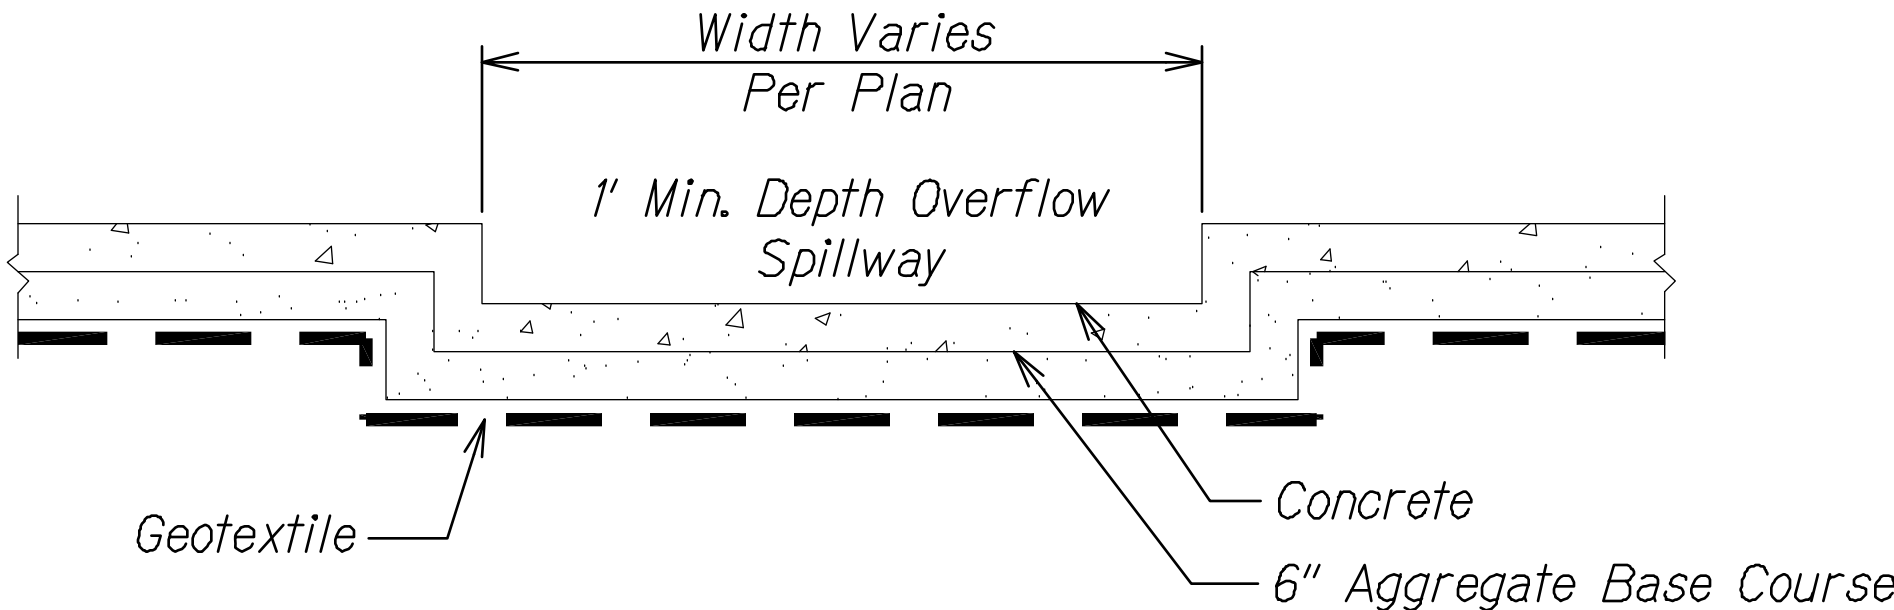 Width Varies
Per Plan
1' Min. Depth Overflow
Spillway
Concrete
Geotextile
6" Aggregate Base Course